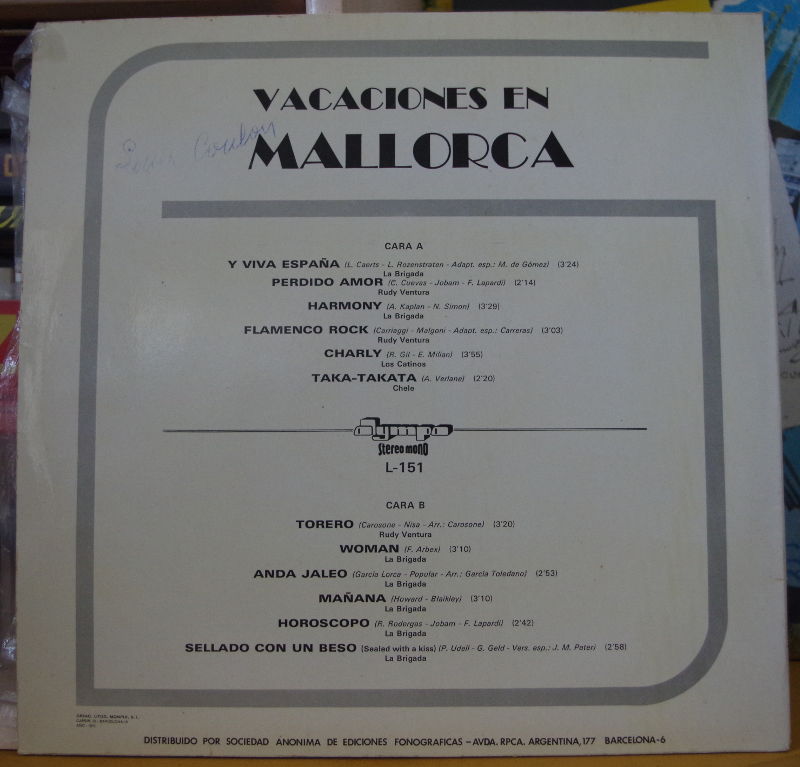 VACACIONES EN
MALLORCA
CARA A
Y VIVA ESPAÑA (L. Caerts - L. Rozenstraten - Adapt. esp.: M. de Gómez) (3'24)
La Brigada
PERDIDO AMOR (C. Cuevas - Jobam - F. Lapardi) (2'14)
Rudy Ventura
HARMONY (A. Kaplan - N. Simon) (3'29)
La Brigada
FLAMENCO ROCK (Carriaggi - Malgoni - Adapt. esp.: Carreras) (3'03)
Rudy Ventura
CHARLY (R. Gil - E. Milian) (3'55)
Los Catinos
TAKA-TAKATA (A. Verlane) (2'20)
Chele
Olympo
Stereo mono
L-151
CARA B
TORERO (Carosone - Nisa - Arr.: Carosone) (3'20)
Rudy Ventura
WOMAN (F. Arbex) (3'10)
La Brigada
ANDA JALEO (García Lorca - Popular - Arr.: García Toledano) (2'53)
La Brigada
MAÑANA (Howard - Blaikley) (3'10)
La Brigada
HOROSCOPO (R. Rodergas - Jobam - F. Lapardi) (2'42)
La Brigada
SELLADO CON UN BESO (Sealed with a kiss) (P. Udell - G. Geld - Vers. esp.: J. M. Pateri) (2'58)
La Brigada
DISTRIBUIDO POR SOCIEDAD ANONIMA DE EDICIONES FONOGRAFICAS - AVDA. RPCA. ARGENTINA, 177 BARCELONA-6